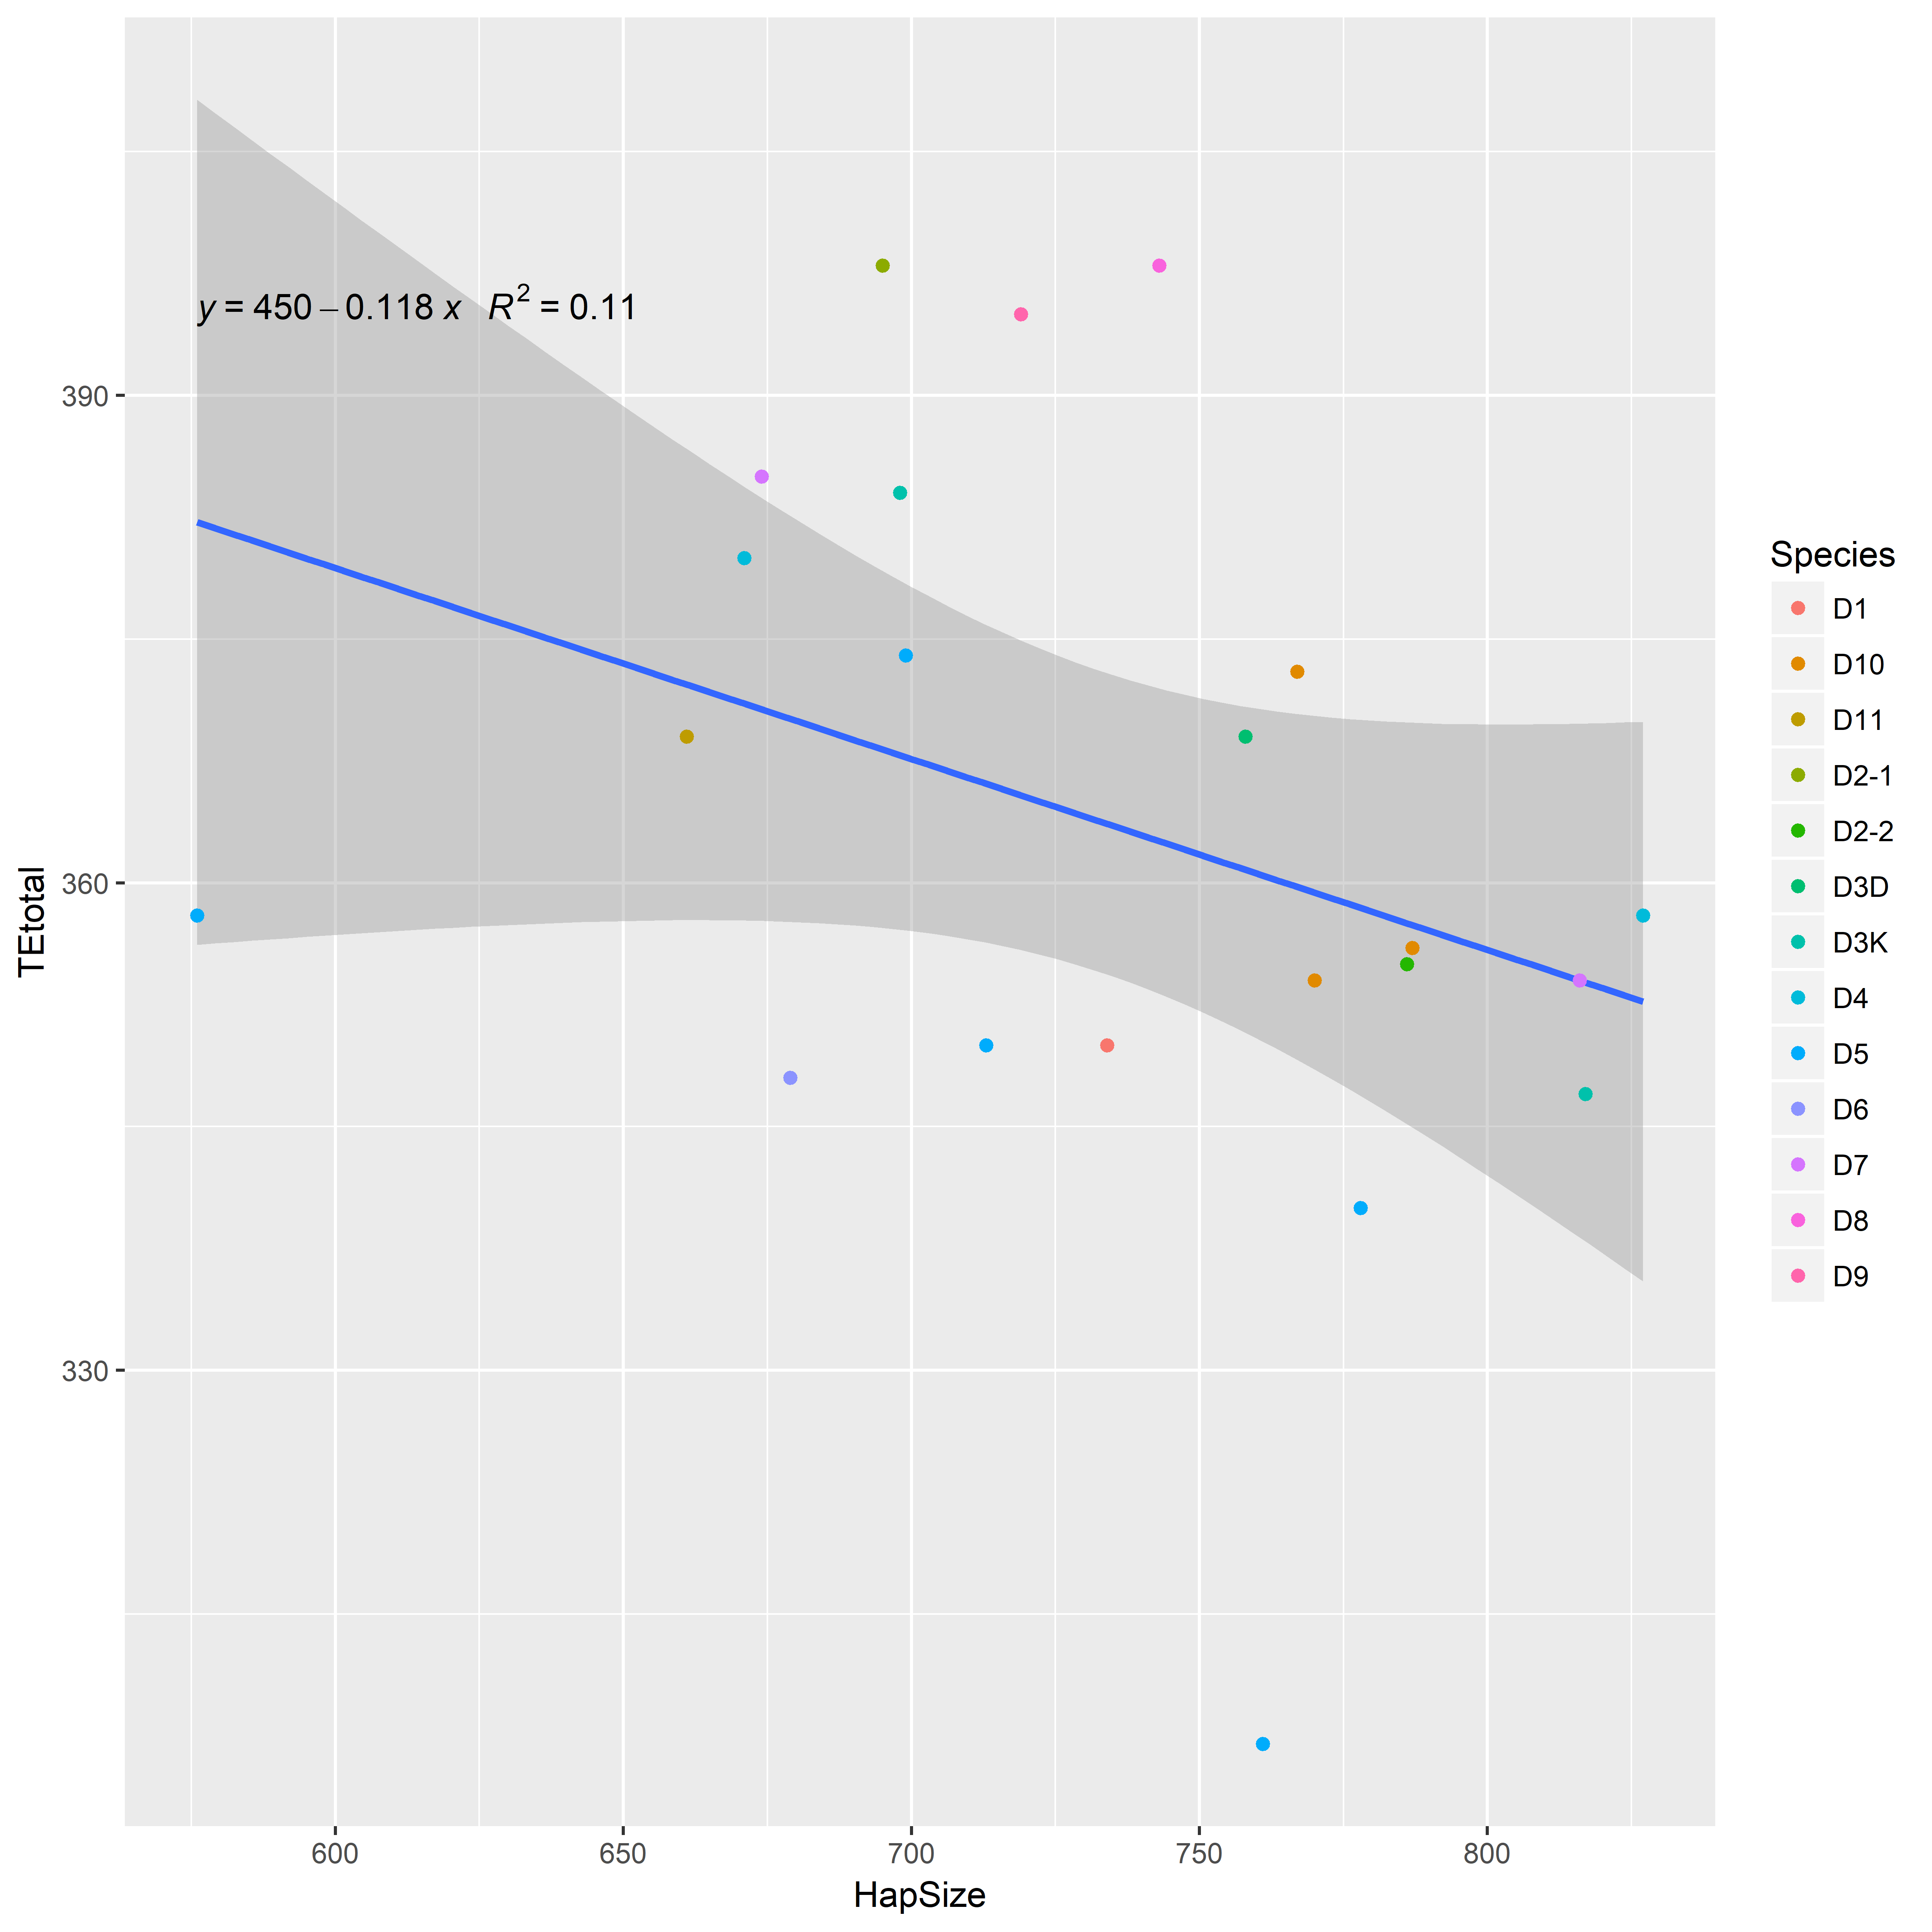 y = 450 − 0.118 x R² = 0.11
390
360
330
TEtotal
600 650 700 750 800
HapSize
Species
D1
D10
D11
D2-1
D2-2
D3D
D3K
D4
D5
D6
D7
D8
D9